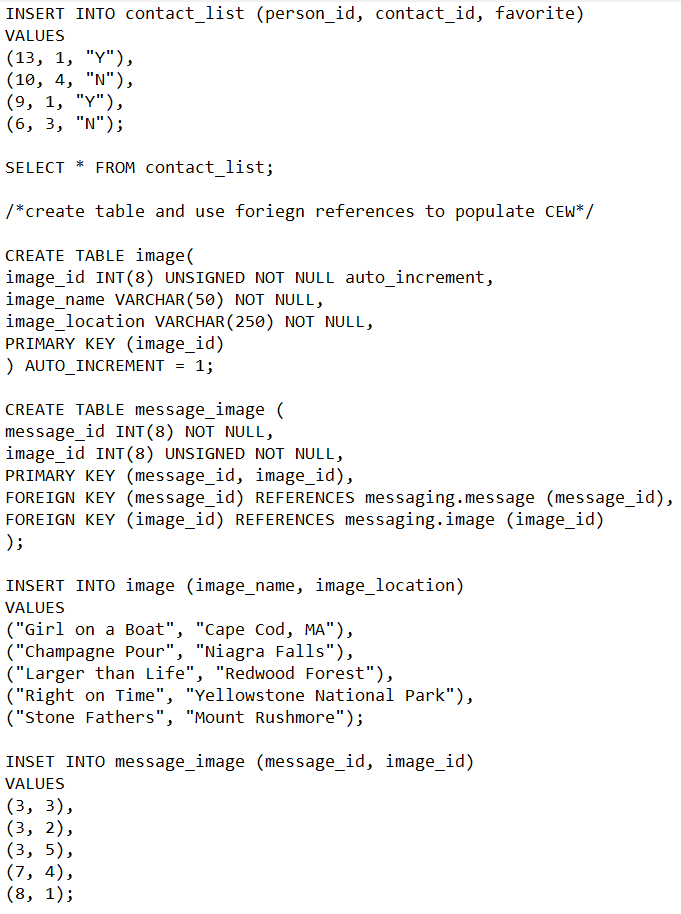 INSERT INTO contact_list (person_id, contact_id, favorite)
VALUES
(13, 1, "Y"),
(10, 4, "N"),
(9, 1, "Y"),
(6, 3, "N");
SELECT * FROM contact_list;
/*create table and use foriegn references to populate CEW*/
CREATE TABLE image(
image_id INT(8) UNSIGNED NOT NULL auto_increment,
image_name VARCHAR(50) NOT NULL,
image_location VARCHAR(250) NOT NULL,
PRIMARY KEY (image_id)
) AUTO_INCREMENT = 1;
CREATE TABLE message_image (
message_id INT(8) NOT NULL,
image_id INT(8) UNSIGNED NOT NULL,
PRIMARY KEY (message_id, image_id),
FOREIGN KEY (message_id) REFERENCES messaging.message (message_id),
FOREIGN KEY (image_id) REFERENCES messaging.image (image_id)
);
INSERT INTO image (image_name, image_location)
VALUES
("Girl on a Boat", "Cape Cod, MA"),
("Champagne Pour", "Niagra Falls"),
("Larger than Life", "Redwood Forest"),
("Right on Time", "Yellowstone National Park"),
("Stone Fathers", "Mount Rushmore");
INSET INTO message_image (message_id, image_id)
VALUES
(3, 3),
(3, 2),
(3, 5),
(7, 4),
(8, 1);